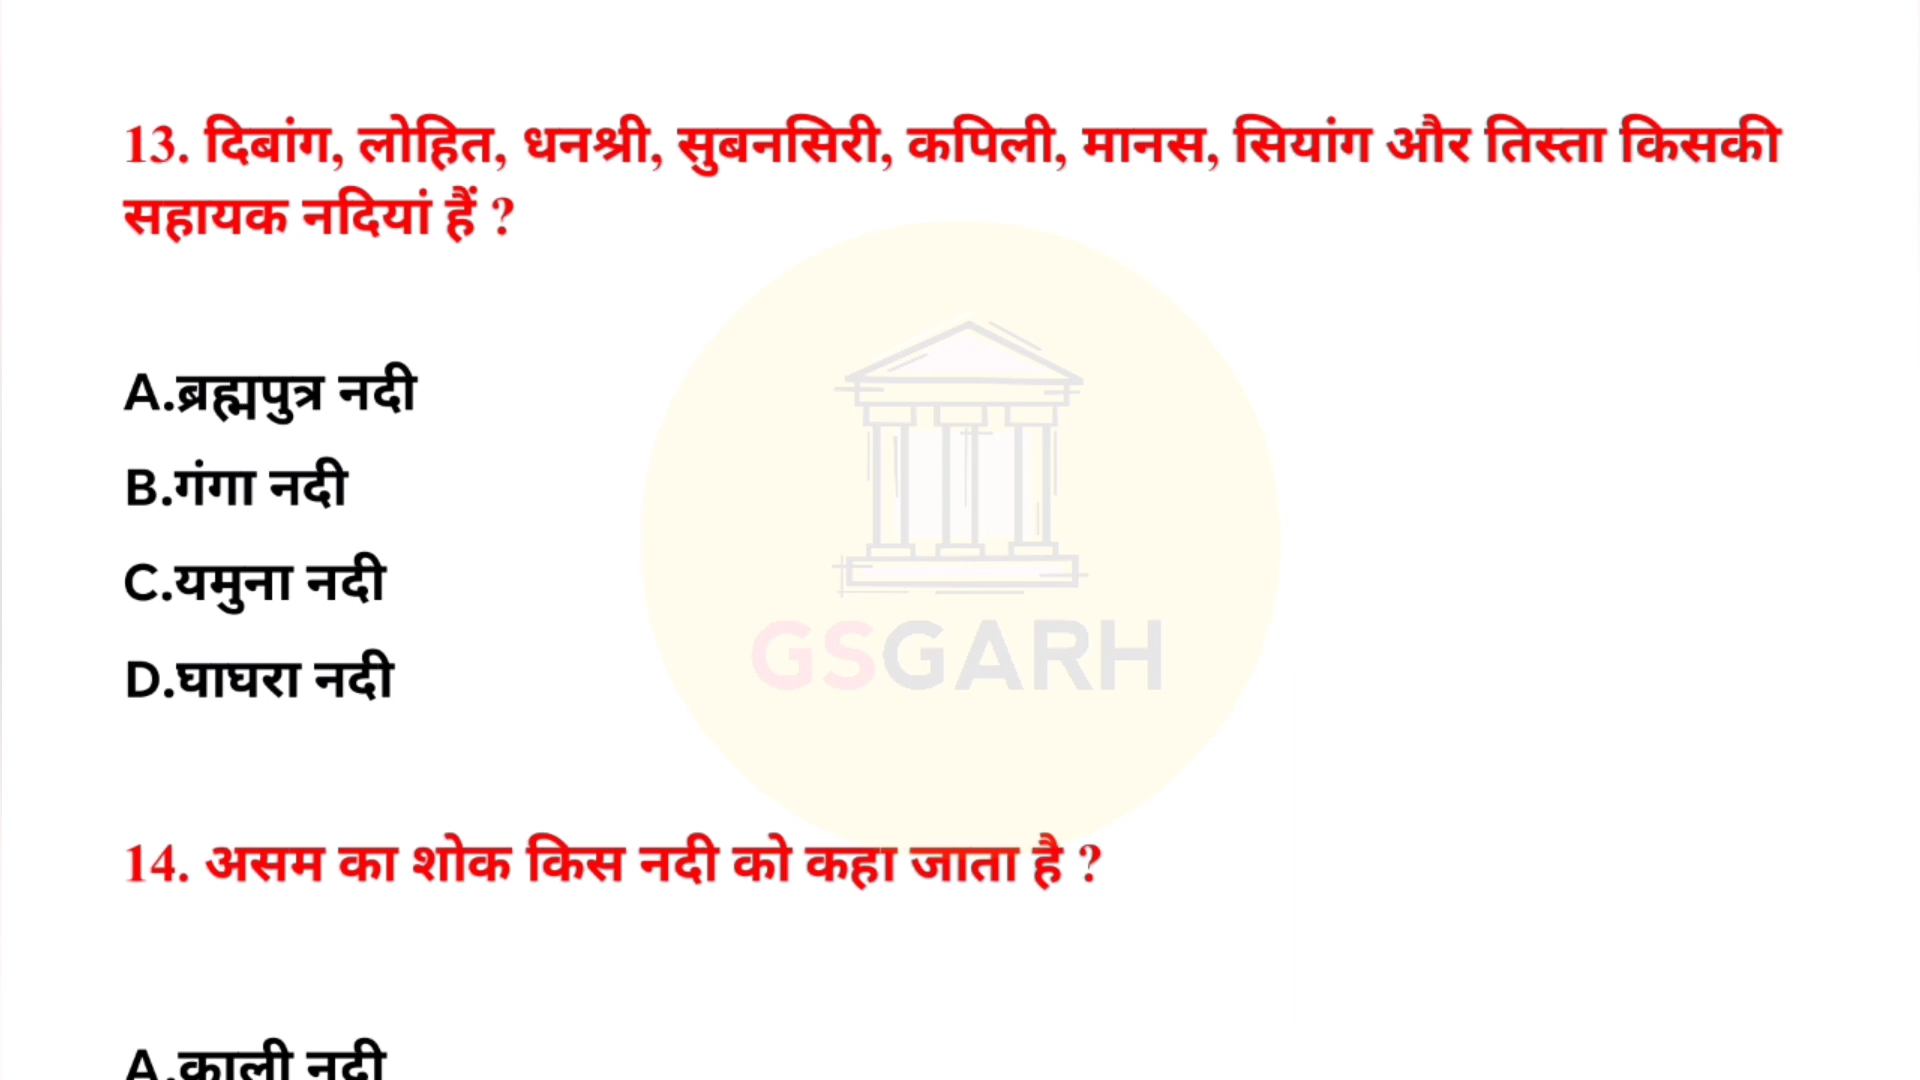 13. दिबांग, लोहित, धनश्री, सुबनसिरी, कपिली, मानस, सियांग और तिस्ता किसकी
सहायक नदियां हैं ?
A.ब्रह्मपुत्र नदी
B.गंगा नदी
C.यमुना नदी
D.घाघरा नदी
GSGARH
14. असम का शोक किस नदी को कहा जाता है ?
A.काली नदी